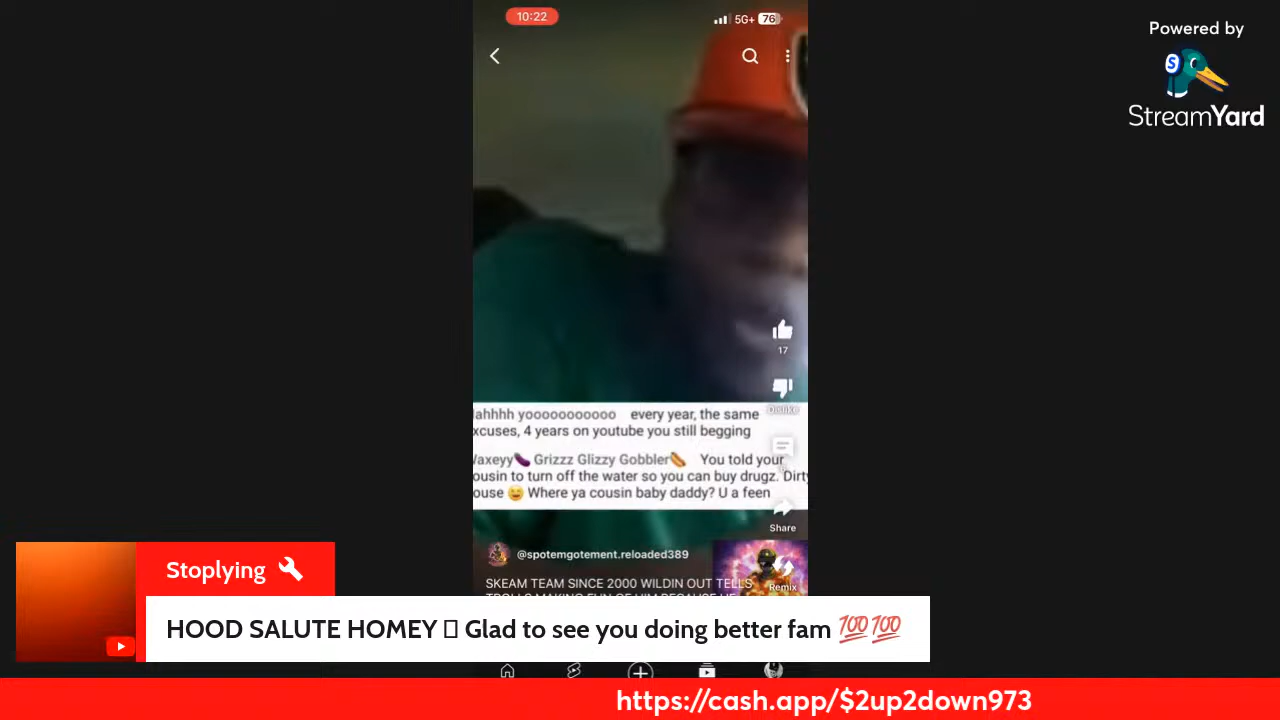 10:22
5G+ 76
Powered by
S
StreamYard
17
Dislike
ahhhh yooooooooooo every year, the same
xcuses, 4 years on youtube you still begging
axeyy🍆 Grizzz Glizzy Gobbler🌭 You told your
ousin to turn off the water so you can buy drugz. Dirty
ouse 😅 Where ya cousin baby daddy? U a feen
Share
@spotemgotement.reloaded389
Remix
SKEAM TEAM SINCE 2000 WILDIN OUT TELLS
Stoplying
HOOD SALUTE HOMEY Glad to see you doing better fam 💯💯
https://cash.app/$2up2down973